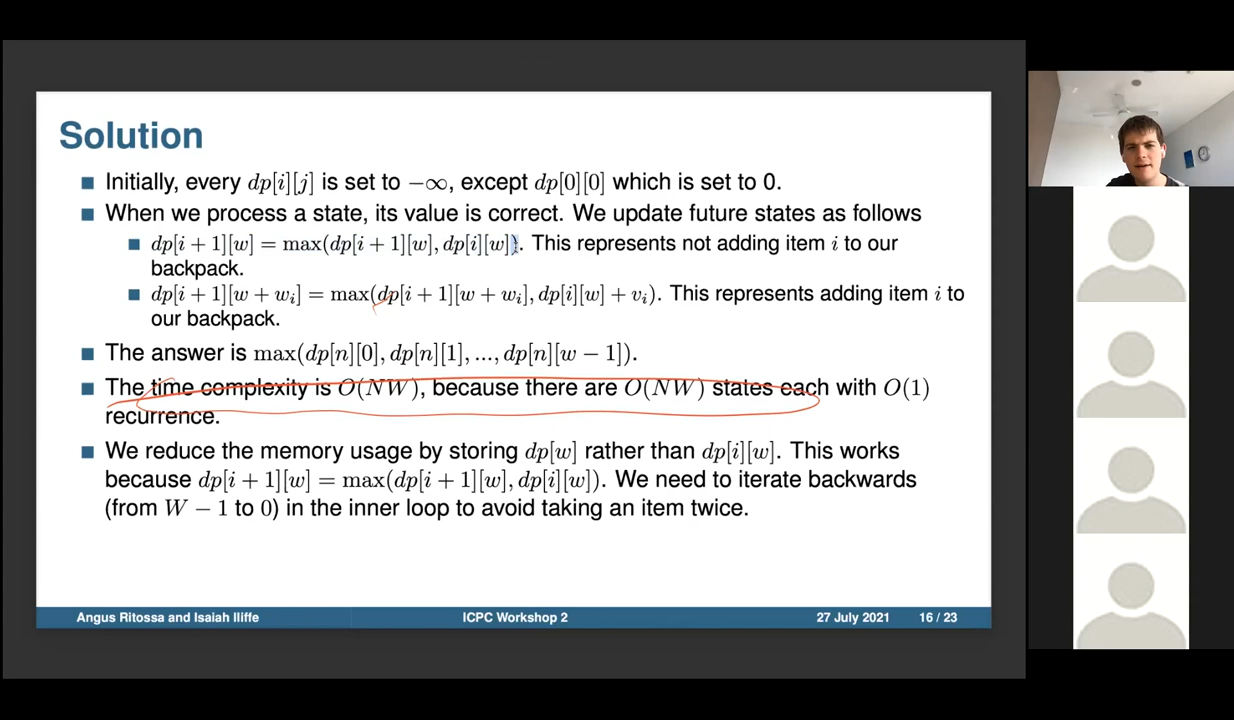 Solution
Initially, every dp[i][j] is set to −∞, except dp[0][0] which is set to 0.
When we process a state, its value is correct. We update future states as follows
dp[i + 1][w] = max(dp[i + 1][w], dp[i][w]). This represents not adding item i to our
backpack.
dp[i + 1][w + wᵢ] = max(dp[i + 1][w + wᵢ], dp[i][w] + vᵢ). This represents adding item i to
our backpack.
The answer is max(dp[n][0], dp[n][1], ..., dp[n][w − 1]).
The time complexity is O(NW), because there are O(NW) states each with O(1)
recurrence.
We reduce the memory usage by storing dp[w] rather than dp[i][w]. This works
because dp[i + 1][w] = max(dp[i + 1][w], dp[i][w]). We need to iterate backwards
(from W − 1 to 0) in the inner loop to avoid taking an item twice.
Angus Ritossa and Isaiah Iliffe ICPC Workshop 2 27 July 2021 16 / 23